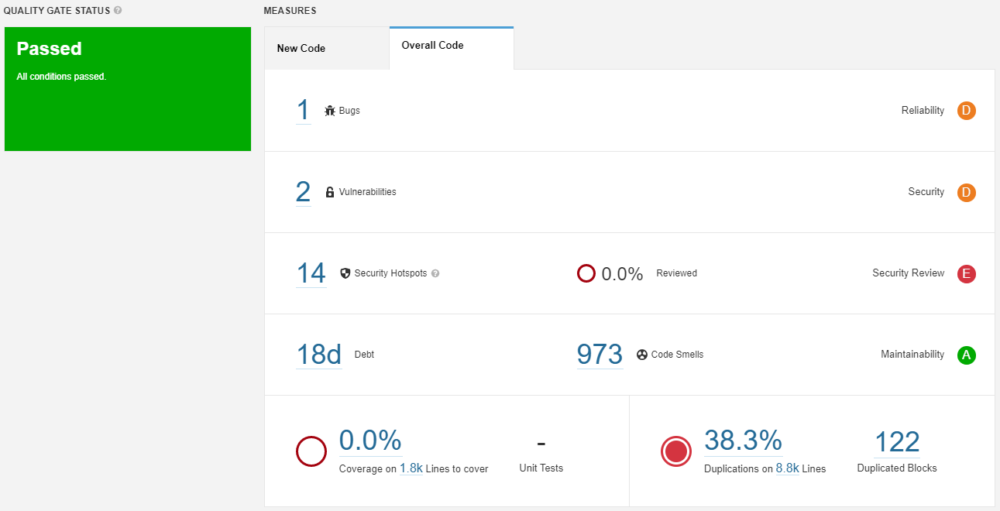 QUALITY GATE STATUS
MEASURES
Passed
All conditions passed.
New Code
Overall Code
1 Bugs
Reliability D
2 Vulnerabilities
Security D
14 Security Hotspots ?
0.0% Reviewed
Security Review E
18d Debt
973 Code Smells
Maintainability A
0.0%
Coverage on 1.8k Lines to cover
-
Unit Tests
38.3%
Duplications on 8.8k Lines
122
Duplicated Blocks